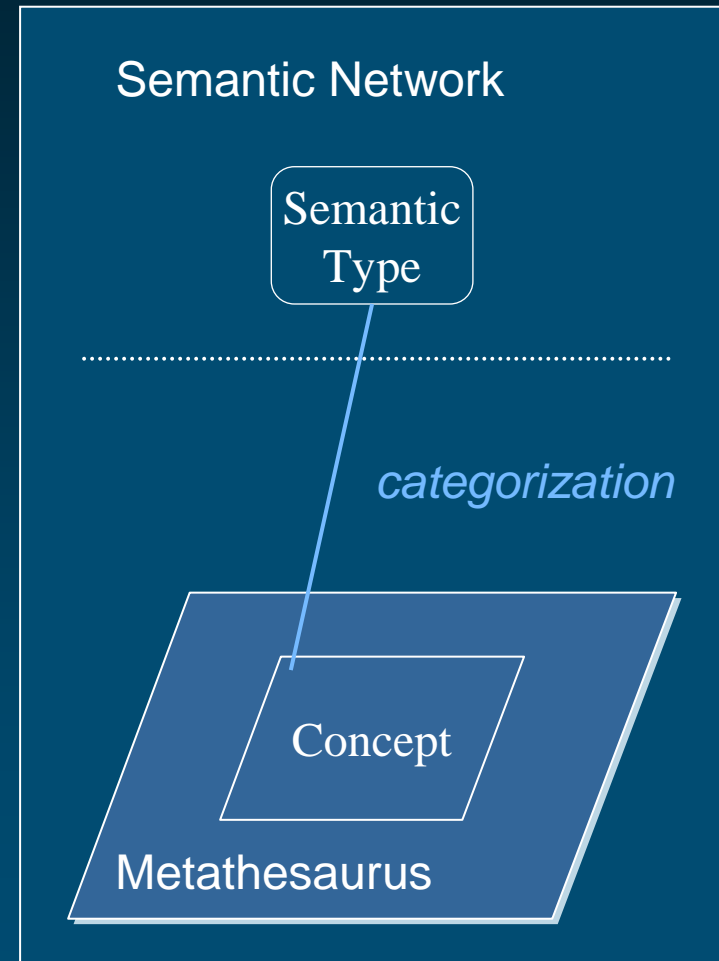 Semantic Network
Semantic
Type
categorization
Concept
Metathesaurus